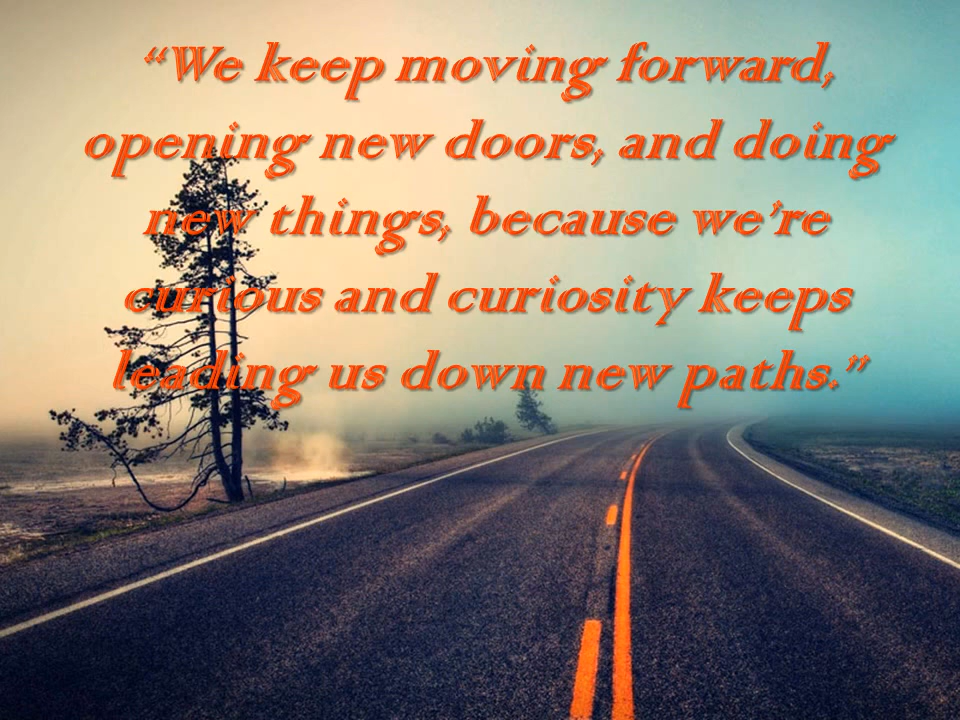 “We keep moving forward,
opening new doors, and doing
new things, because we’re
curious and curiosity keeps
leading us down new paths.”